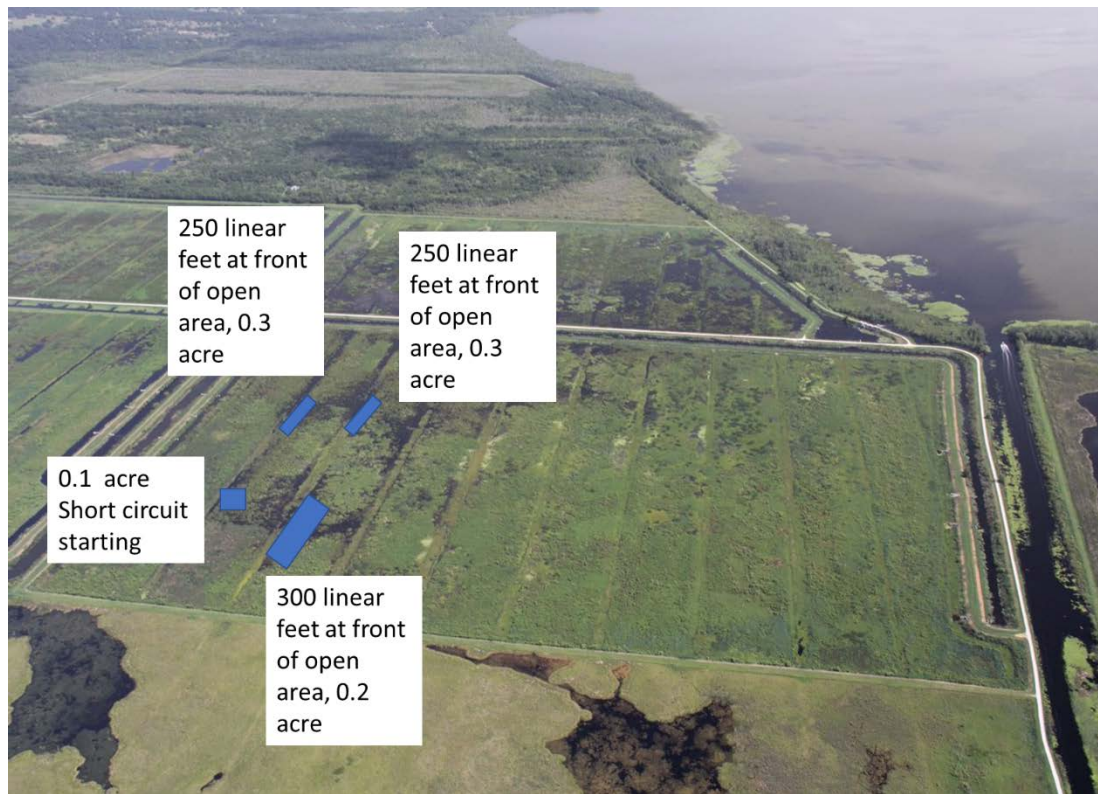 250 linear
feet at front
of open
area, 0.3
acre
250 linear
feet at front
of open
area, 0.3
acre
0.1 acre
Short circuit
starting
300 linear
feet at front
of open
area, 0.2
acre